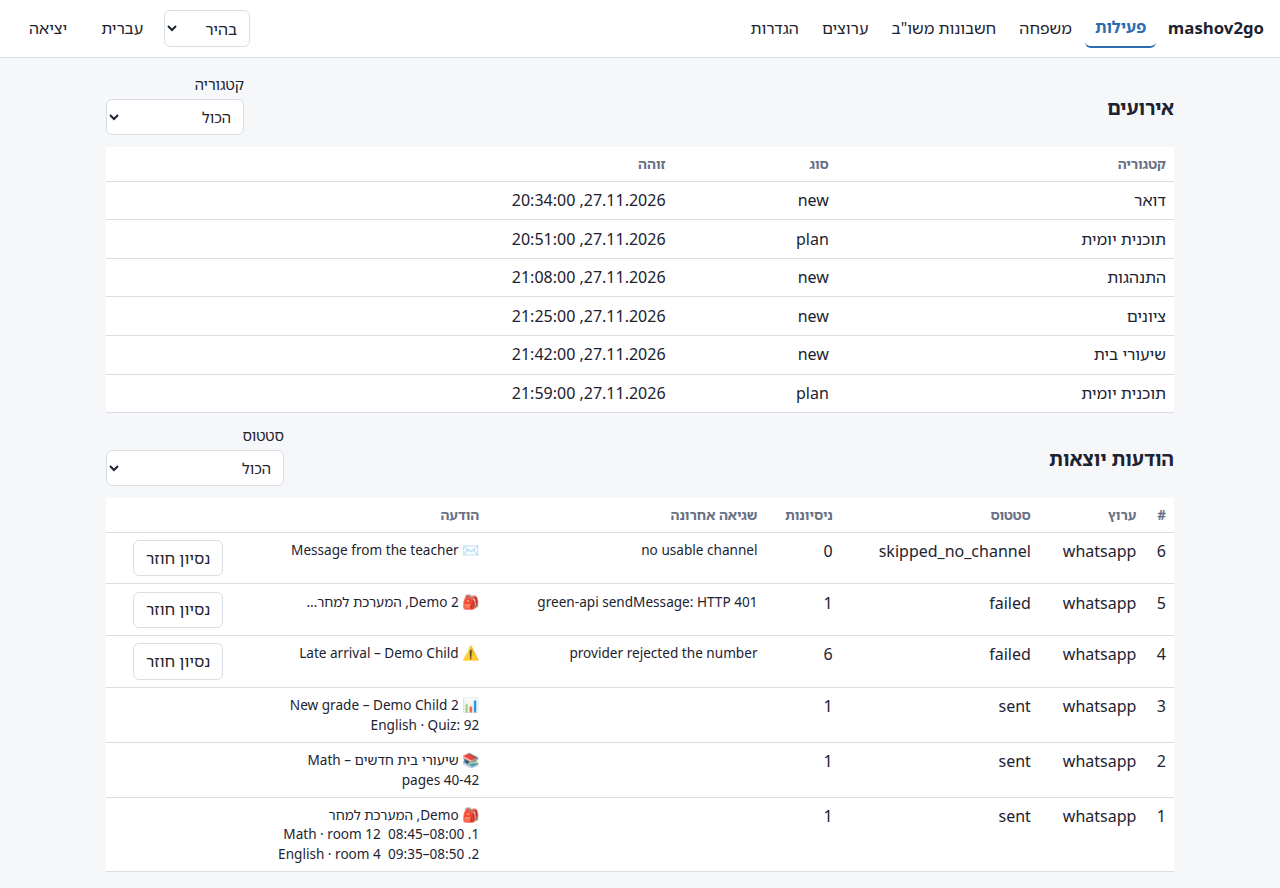 mashov2go פעילות משפחה חשבונות משו"ב ערוצים הגדרות בהיר עברית יציאה
אירועים
קטגוריה
הכול
קטגוריה סוג זוהה
דואר new 27.11.2026, 20:34:00
תוכנית יומית plan 27.11.2026, 20:51:00
התנהגות new 27.11.2026, 21:08:00
ציונים new 27.11.2026, 21:25:00
שיעורי בית new 27.11.2026, 21:42:00
תוכנית יומית plan 27.11.2026, 21:59:00
הודעות יוצאות
סטטוס
הכול
# ערוץ סטטוס ניסיונות שגיאה אחרונה הודעה
6 whatsapp skipped_no_channel 0 no usable channel ✉️ Message from the teacher נסיון חוזר
5 whatsapp failed 1 green-api sendMessage: HTTP 401 🎒 Demo 2, המערכת למחר... נסיון חוזר
4 whatsapp failed 6 provider rejected the number ⚠️ Late arrival – Demo Child נסיון חוזר
3 whatsapp sent 1 📊 New grade – Demo Child 2
English · Quiz: 92
2 whatsapp sent 1 📚 שיעורי בית חדשים – Math
pages 40-42
1 whatsapp sent 1 🎒 Demo, המערכת למחר
1. 08:00–08:45 Math · room 12
2. 08:50–09:35 English · room 4